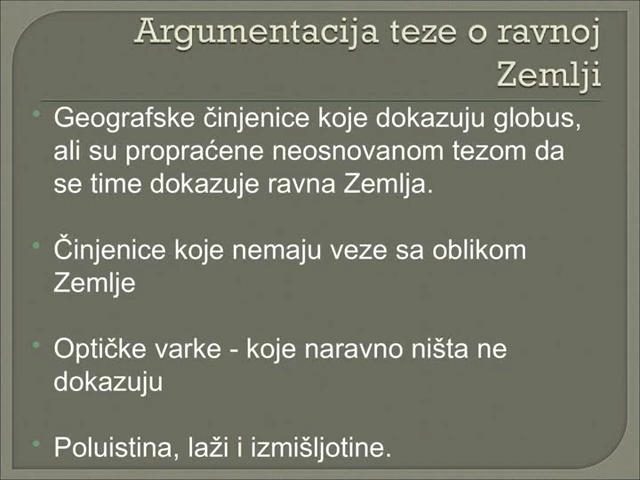 Argumentacija teze o ravnoj
Zemlji
Geografske činjenice koje dokazuju globus,
ali su propraćene neosnovanom tezom da
se time dokazuje ravna Zemlja.
Činjenice koje nemaju veze sa oblikom
Zemlje
Optičke varke - koje naravno ništa ne
dokazuju
Poluistina, laži i izmišljotine.